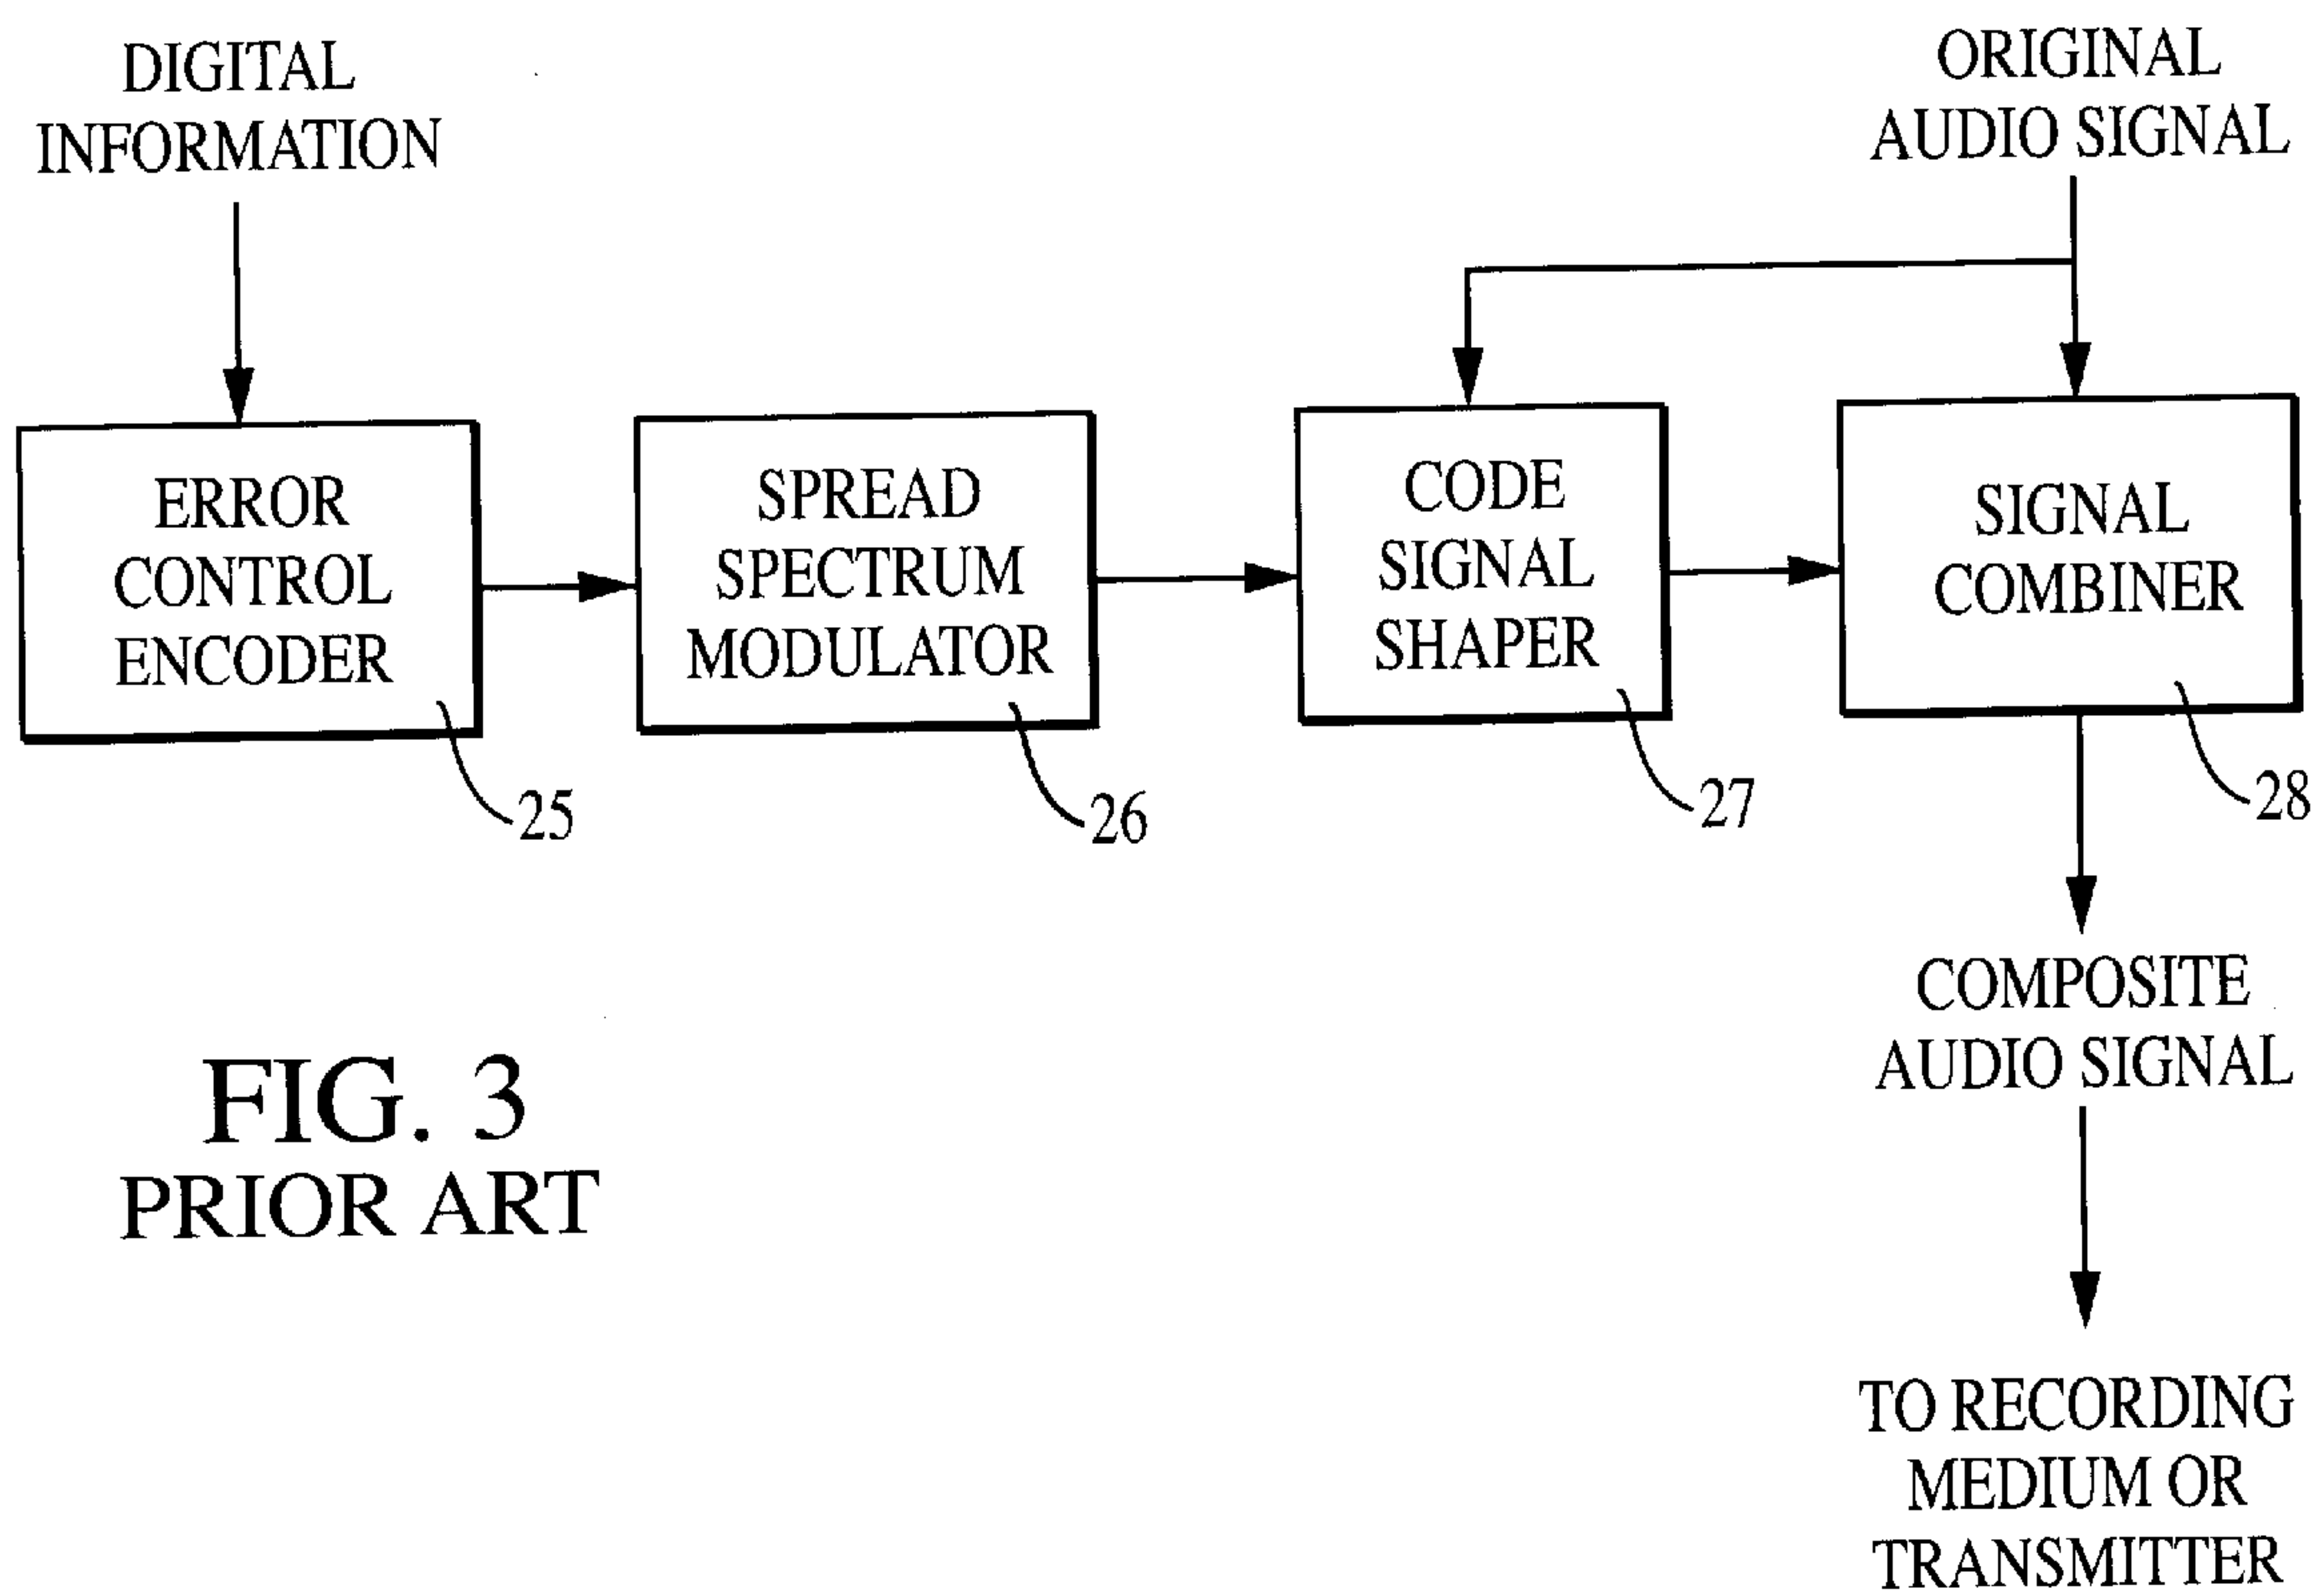 DIGITAL
INFORMATION
ORIGINAL
AUDIO SIGNAL
ERROR
CONTROL
ENCODER
25
SPREAD
SPECTRUM
MODULATOR
26
CODE
SIGNAL
SHAPER
27
SIGNAL
COMBINER
28
COMPOSITE
AUDIO SIGNAL
TO RECORDING
MEDIUM OR
TRANSMITTER
FIG. 3
PRIOR ART